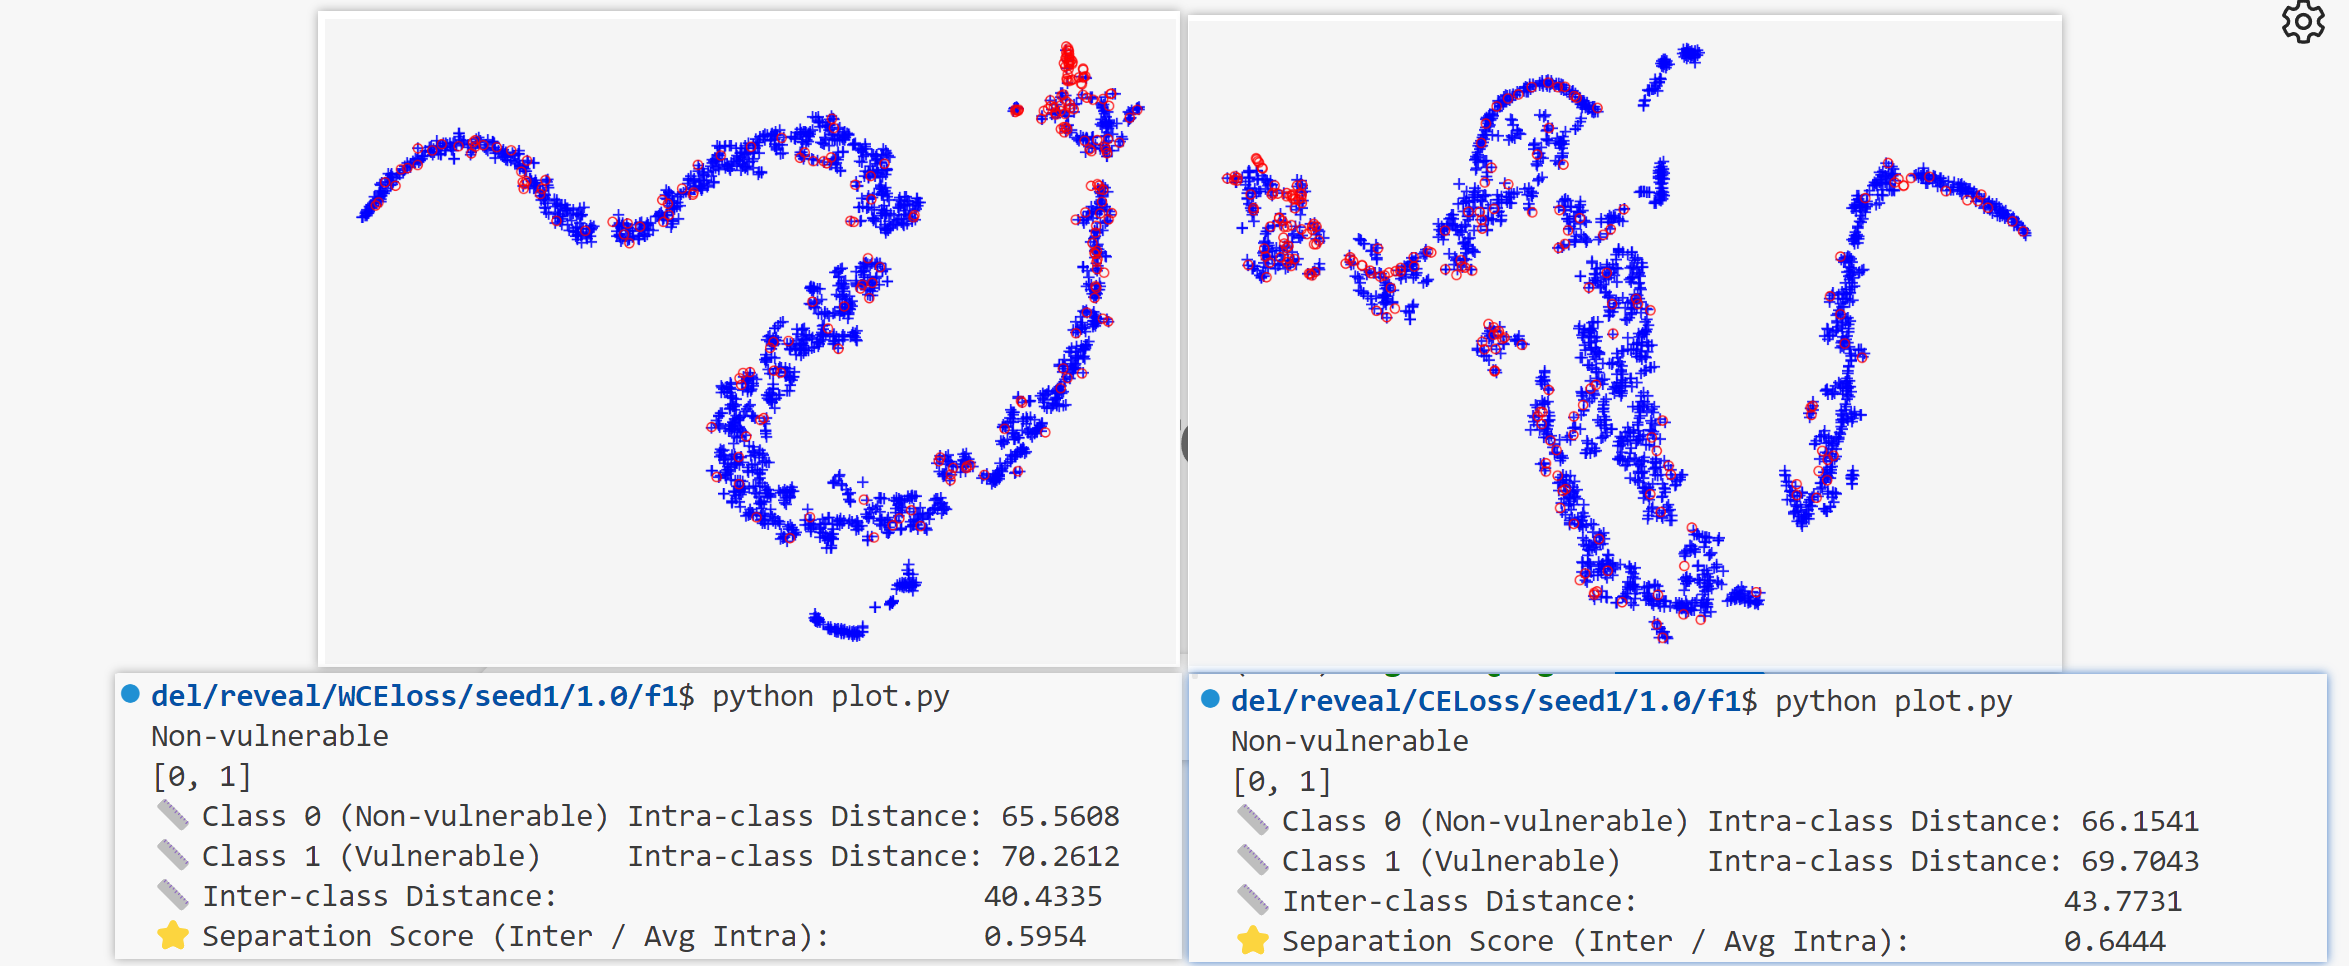 del/reveal/WCEloss/seed1/1.0/f1$ python plot.py
Non-vulnerable
[0, 1]
Class 0 (Non-vulnerable) Intra-class Distance: 65.5608
Class 1 (Vulnerable) Intra-class Distance: 70.2612
Inter-class Distance: 40.4335
Separation Score (Inter / Avg Intra): 0.5954
del/reveal/CELoss/seed1/1.0/f1$ python plot.py
Non-vulnerable
[0, 1]
Class 0 (Non-vulnerable) Intra-class Distance: 66.1541
Class 1 (Vulnerable) Intra-class Distance: 69.7043
Inter-class Distance: 43.7731
Separation Score (Inter / Avg Intra): 0.6444